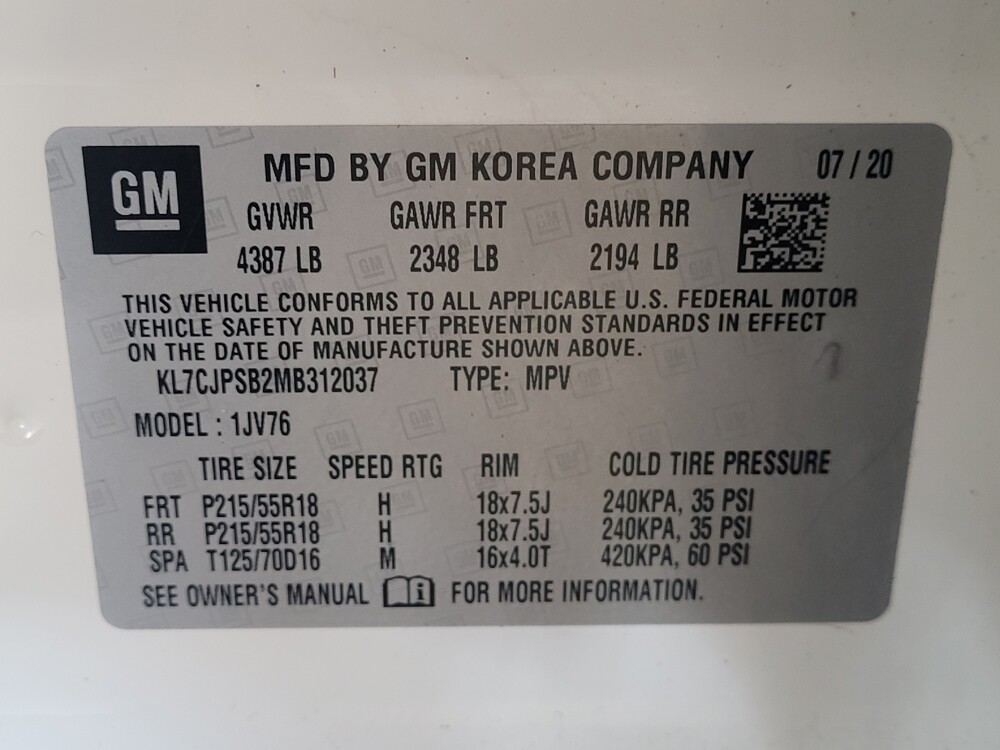 GM
MFD BY GM KOREA COMPANY 07/20
GVWR GAWR FRT GAWR RR
4387 LB 2348 LB 2194 LB
THIS VEHICLE CONFORMS TO ALL APPLICABLE U.S. FEDERAL MOTOR
VEHICLE SAFETY AND THEFT PREVENTION STANDARDS IN EFFECT
ON THE DATE OF MANUFACTURE SHOWN ABOVE.
KL7CJPSB2MB312037 TYPE: MPV
MODEL : 1JV76
TIRE SIZE SPEED RTG RIM COLD TIRE PRESSURE
FRT P215/55R18 H 18x7.5J 240KPA, 35 PSI
RR P215/55R18 H 18x7.5J 240KPA, 35 PSI
SPA T125/70D16 M 16x4.0T 420KPA, 60 PSI
SEE OWNER'S MANUAL i FOR MORE INFORMATION.